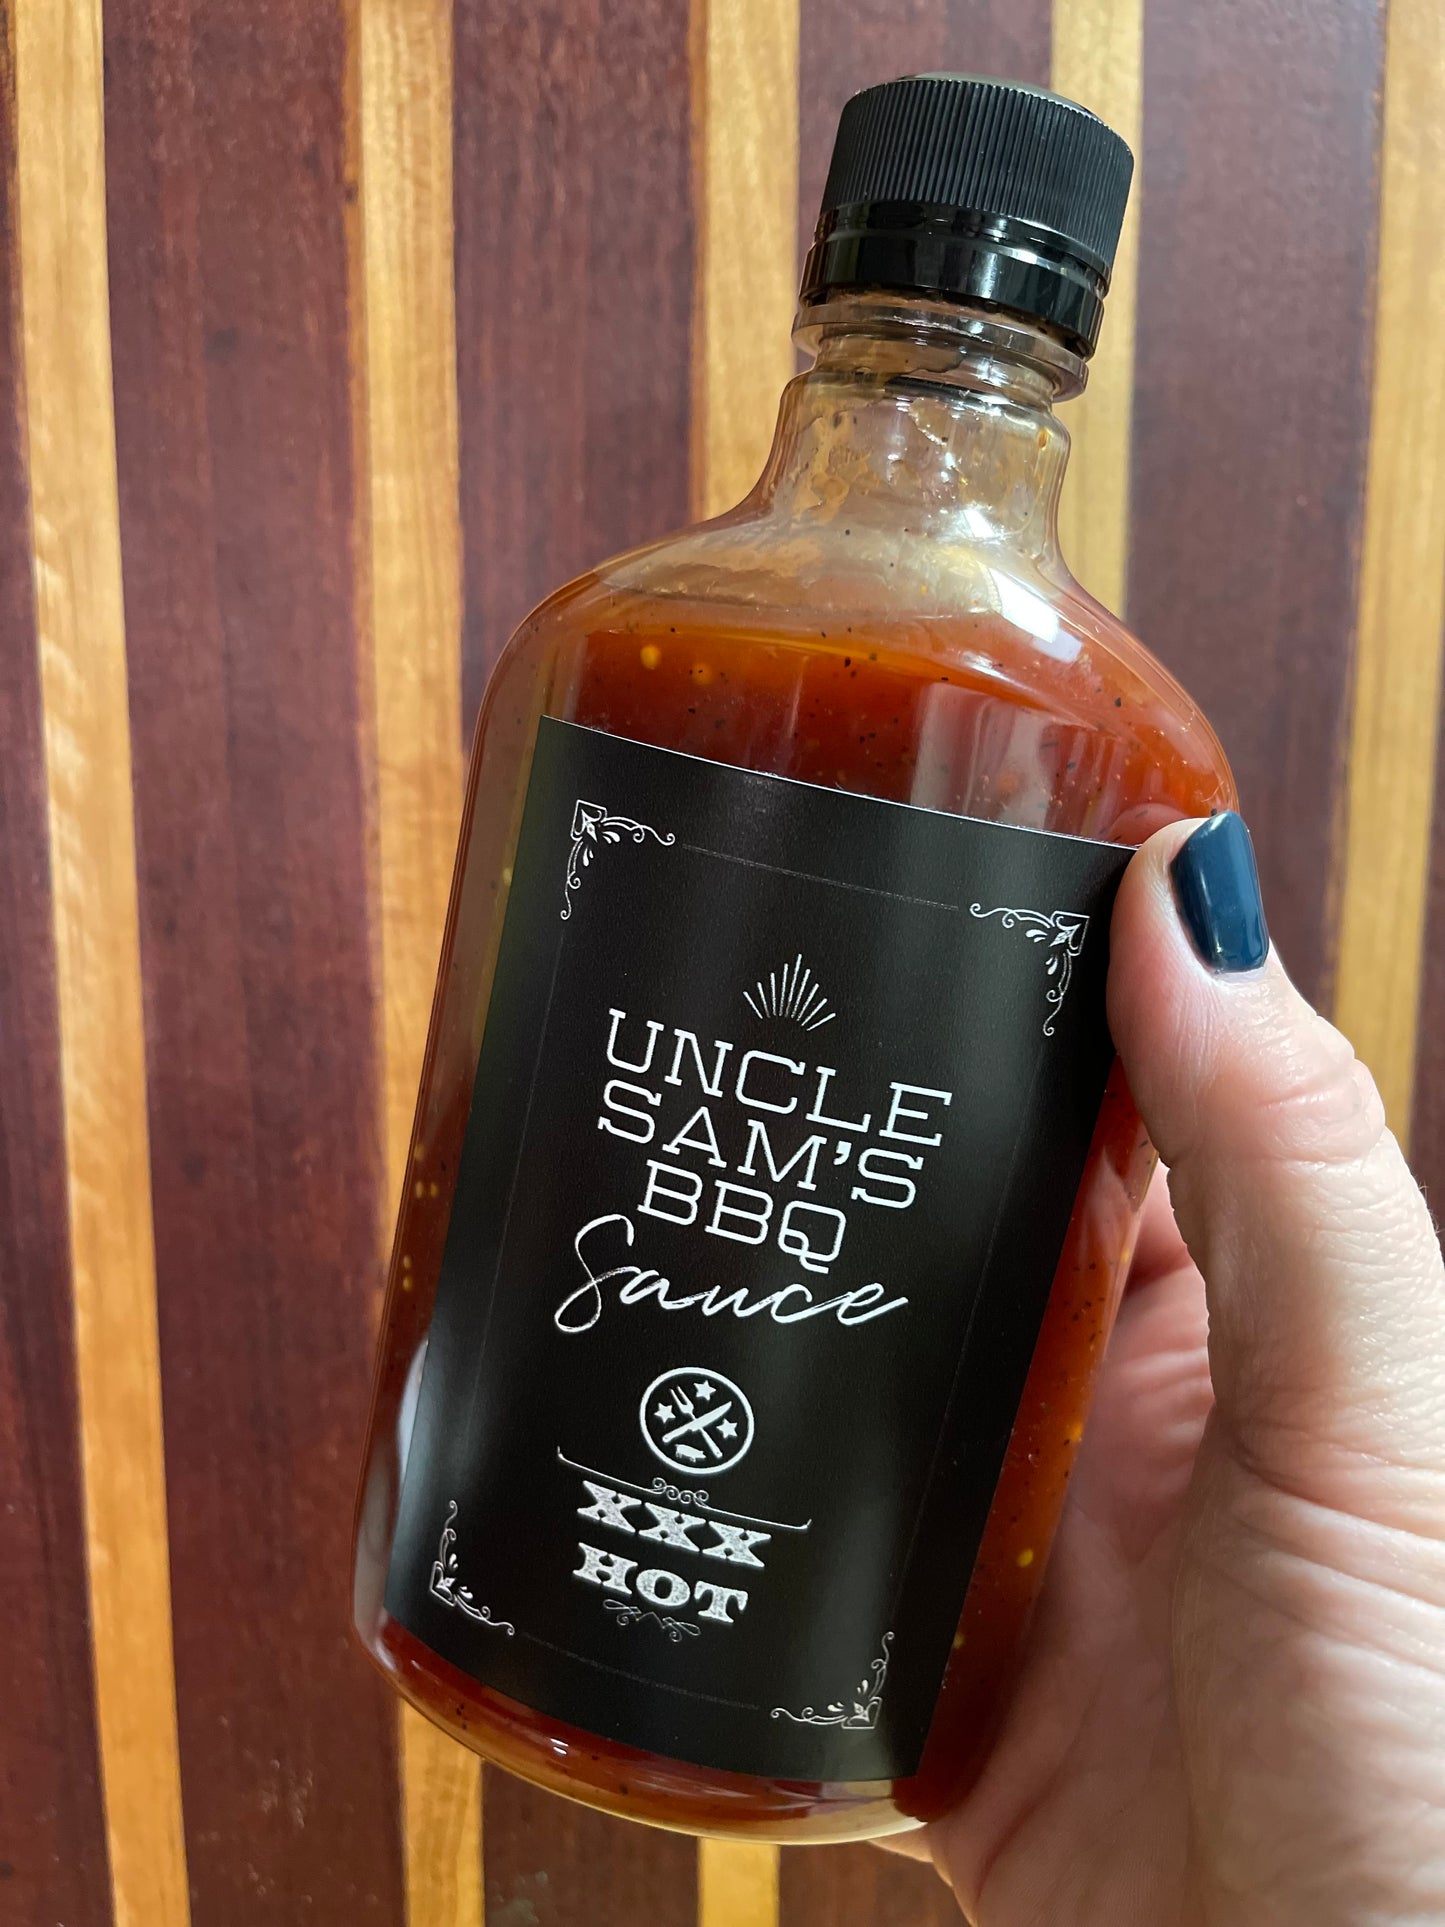 UNCLE
SAM'S
BBQ
Sauce
XXX
HOT